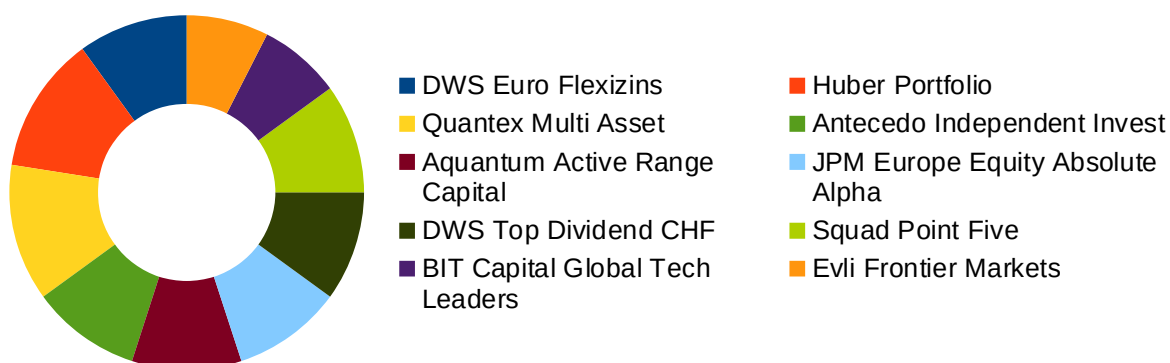 DWS Euro Flexizins
Huber Portfolio
Quantex Multi Asset
Antecedo Independent Invest
Aquantum Active Range
Capital
JPM Europe Equity Absolute
Alpha
DWS Top Dividend CHF
Squad Point Five
BIT Capital Global Tech
Leaders
Evli Frontier Markets